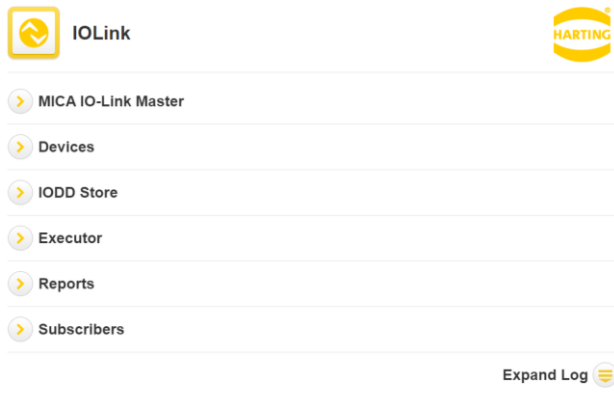 IOLink
HARTING
MICA IO-Link Master
Devices
IODD Store
Executor
Reports
Subscribers
Expand Log